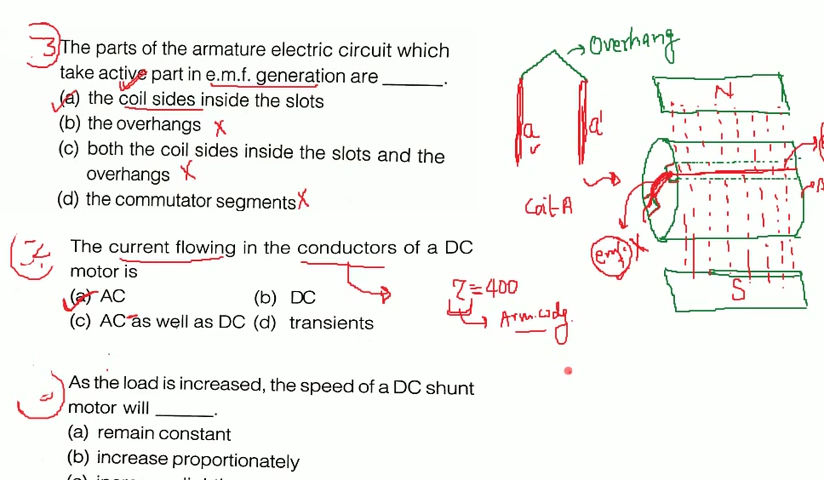 3 The parts of the armature electric circuit which
take active part in e.m.f. generation are ______.
(a) the coil sides inside the slots
(b) the overhangs x
(c) both the coil sides inside the slots and the
overhangs x
(d) the commutator segments x
The current flowing in the conductors of a DC
motor is
(a) AC (b) DC
(c) AC as well as DC (d) transients
As the load is increased, the speed of a DC shunt
motor will ______.
(a) remain constant
(b) increase proportionately
Overhang
a a'
Coil-A
N
emf x
S
Z = 400
Arm. wdg.